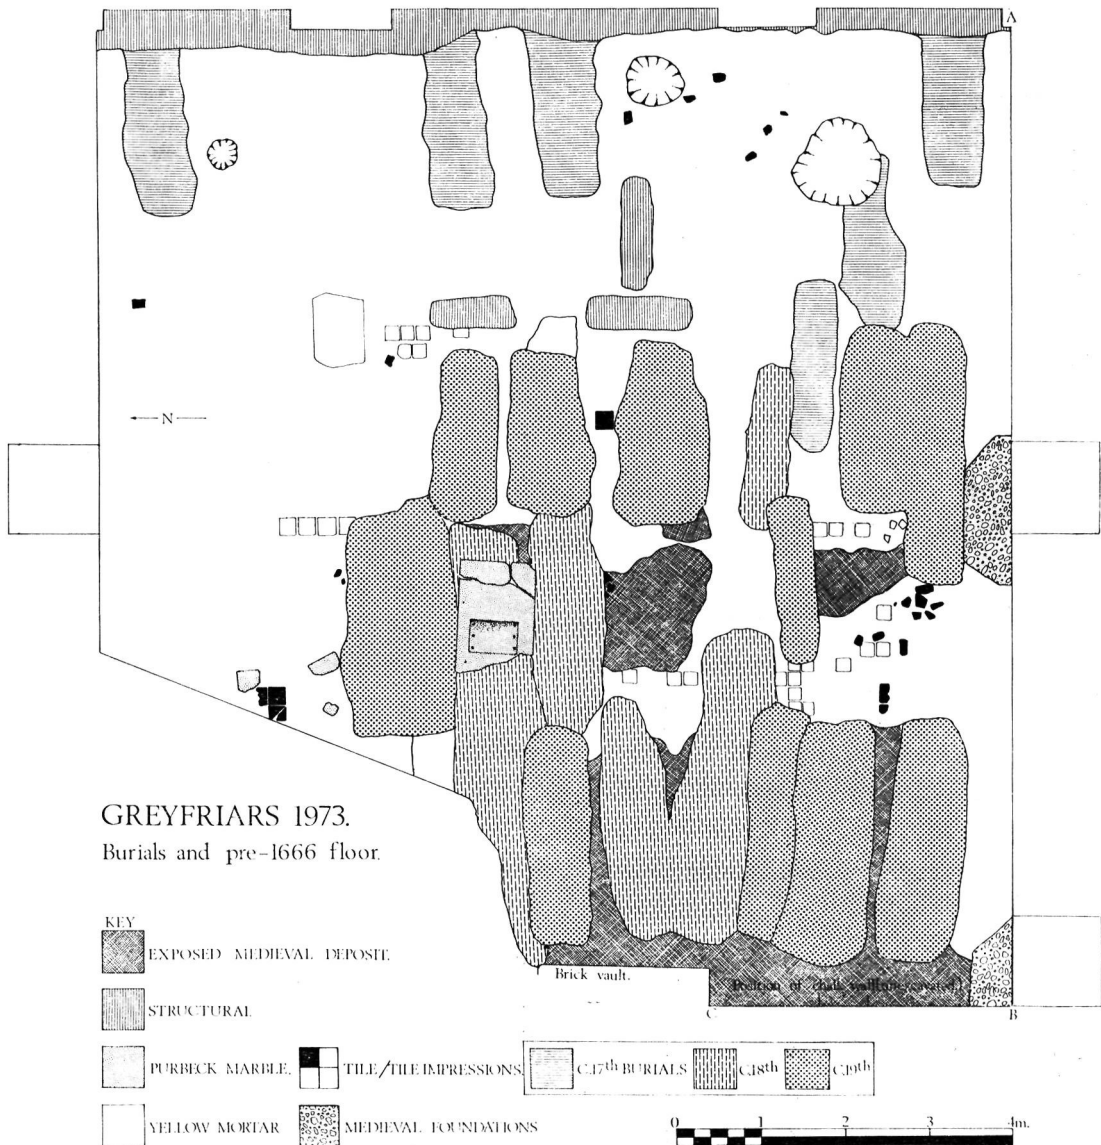 A
N
GREYFRIARS 1973.
Burials and pre-1666 floor.
KEY
EXPOSED MEDIEVAL DEPOSIT.
STRUCTURAL
PURBECK MARBLE.
TILE/TILE IMPRESSIONS.
C.17th BURIALS
C.18th
C.19th
YELLOW MORTAR
MEDIEVAL FOUNDATIONS
Brick vault.
Position of chalk wall
C
B
0 1 2 3 4m.